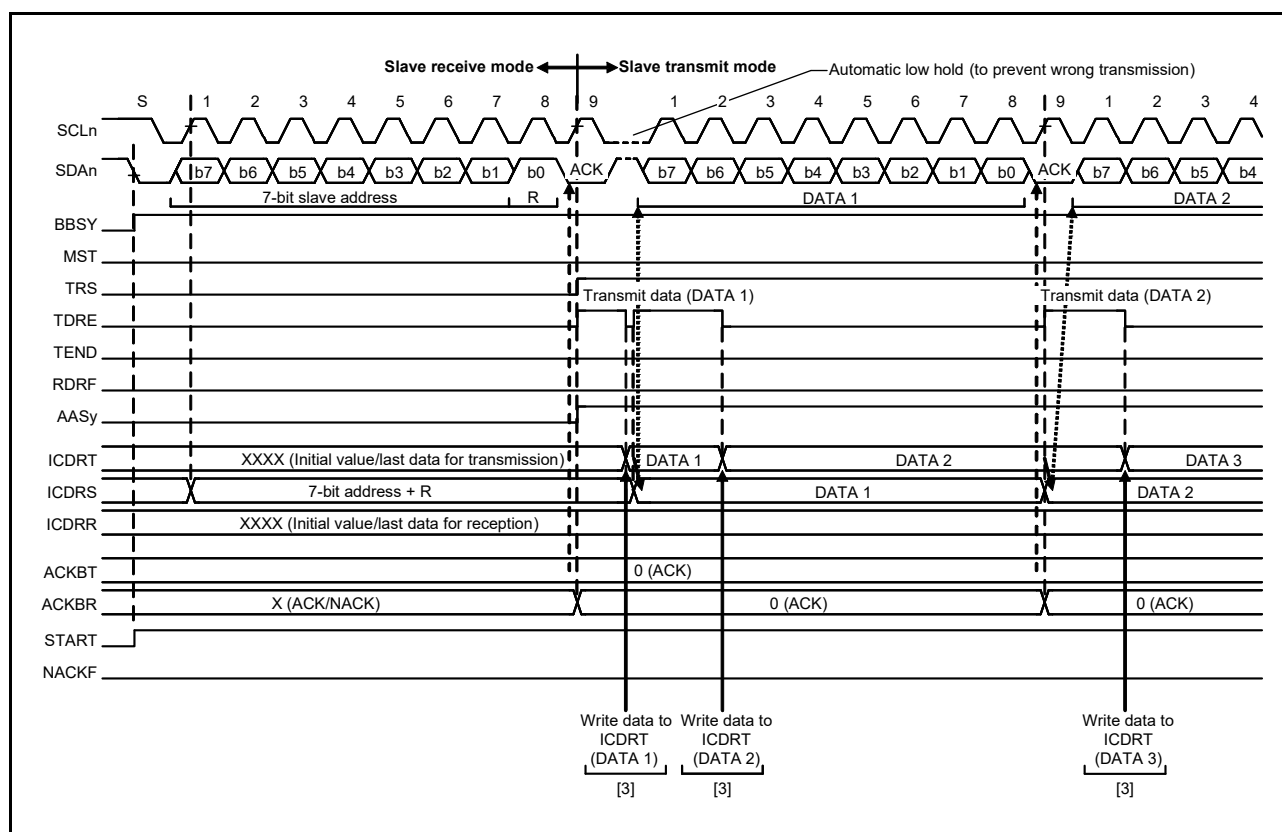 Slave receive mode Slave transmit mode
Automatic low hold (to prevent wrong transmission)
S 1 2 3 4 5 6 7 8 9 1 2 3 4 5 6 7 8 9 1 2 3 4
SCLn
SDAn b7 b6 b5 b4 b3 b2 b1 b0 ACK b7 b6 b5 b4 b3 b2 b1 b0 ACK b7 b6 b5 b4
7-bit slave address R DATA 1 DATA 2
BBSY
MST
TRS
Transmit data (DATA 1) Transmit data (DATA 2)
TDRE
TEND
RDRF
AASy
ICDRT XXXX (Initial value/last data for transmission) DATA 1 DATA 2 DATA 3
ICDRS 7-bit address + R DATA 1 DATA 2
ICDRR XXXX (Initial value/last data for reception)
ACKBT 0 (ACK)
ACKBR X (ACK/NACK) 0 (ACK) 0 (ACK)
START
NACKF
Write data to Write data to Write data to
ICDRT ICDRT ICDRT
(DATA 1) (DATA 2) (DATA 3)
[3] [3] [3]